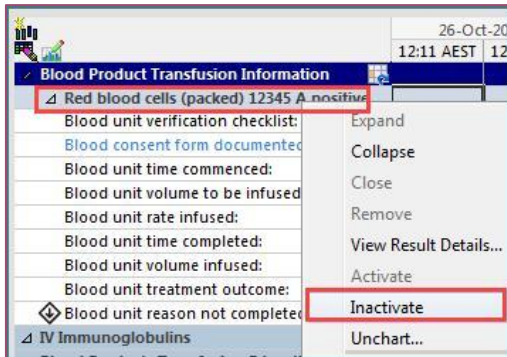 26-Oct-20
12:11 AEST 12
Blood Product Transfusion Information
Red blood cells (packed) 12345 A positive
Blood unit verification checklist:
Blood consent form documented
Blood unit time commenced:
Blood unit volume to be infused
Blood unit rate infused:
Blood unit time completed:
Blood unit volume infused:
Blood unit treatment outcome:
Blood unit reason not completed
IV Immunoglobulins
Expand
Collapse
Close
Remove
View Result Details...
Activate
Inactivate
Unchart...